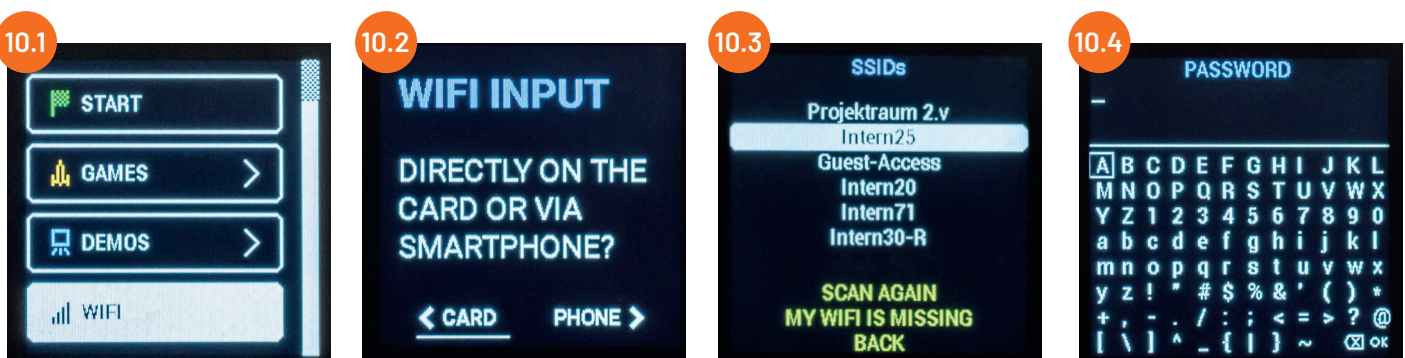 10.1
START
GAMES >
DEMOS >
WIFI
10.2
WIFI INPUT
DIRECTLY ON THE
CARD OR VIA
SMARTPHONE?
< CARD PHONE >
10.3
SSIDs
Projektraum 2.v
Intern25
Guest-Access
Intern20
Intern71
Intern30-R
SCAN AGAIN
MY WIFI IS MISSING
BACK
10.4
PASSWORD
_
A B C D E F G H I J K L
M N O P Q R S T U V W X
Y Z 1 2 3 4 5 6 7 8 9 0
a b c d e f g h i j k l
m n o p q r s t u v w x
y z ! " # $ % & ' ( ) *
+ , - . / : ; < = > ? @
[ \ ] ^ _ { | } ~ ⌫ OK